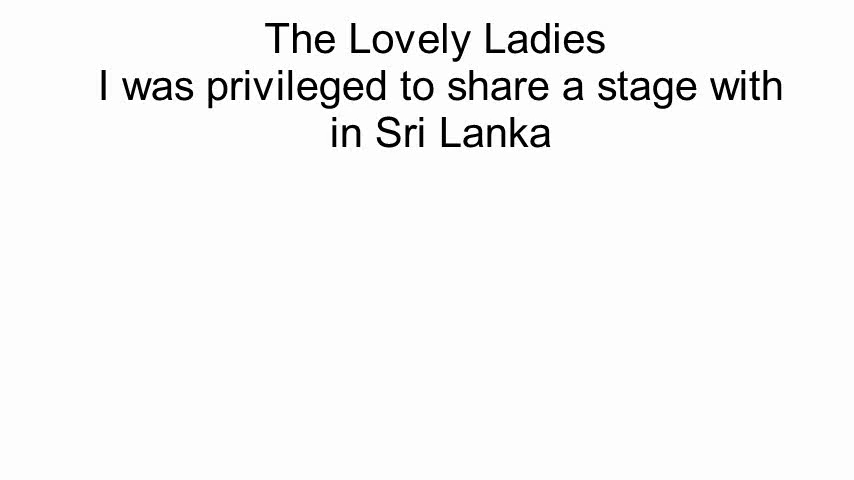 The Lovely Ladies
I was privileged to share a stage with
in Sri Lanka